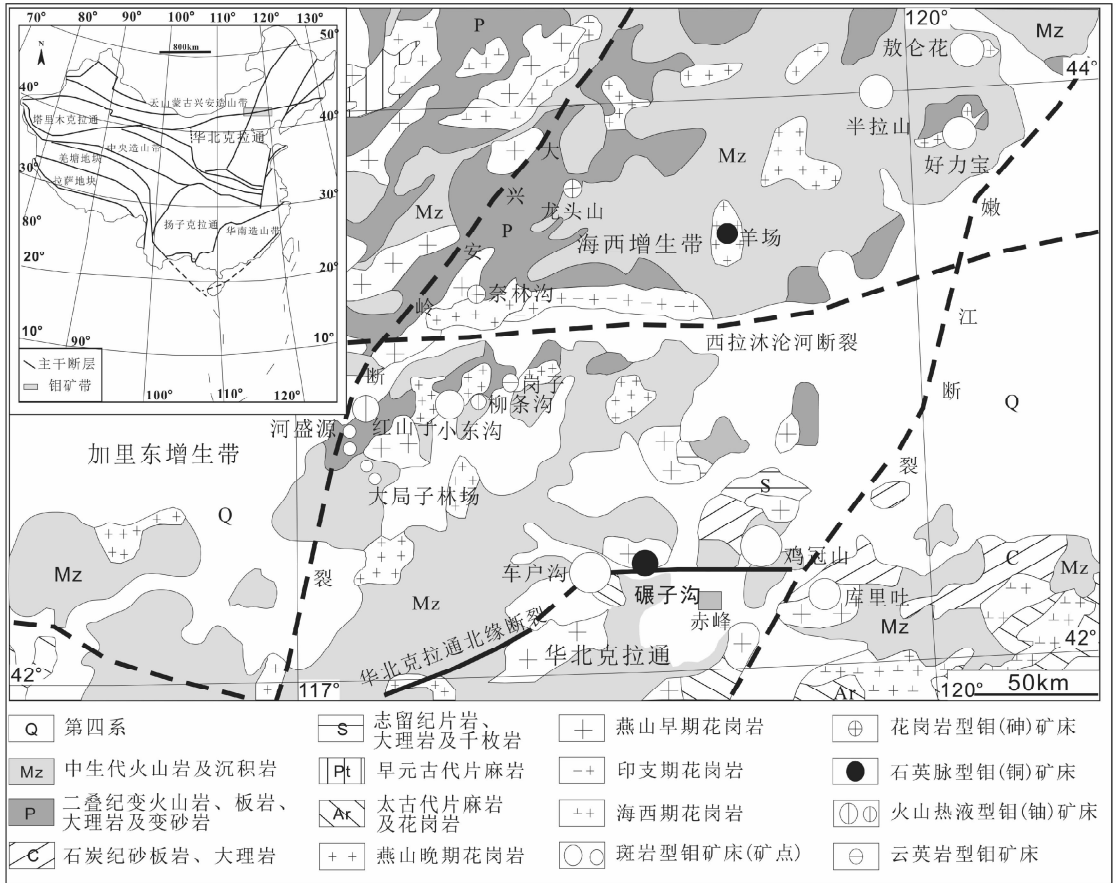 70°
80°
90°
100°
110°
120°
130°
50°
N
800km
40°
天山蒙古兴安造山带
塔里木克拉通
华北克拉通
40°
中央造山带
羌塘地块
30°
拉萨地块
30°
80°
扬子克拉通
华南造山带
20°
20°
10°
90°
10°
主干断层
钼矿带
100°
110°
120°
P
120°
敖仑花
Mz
44°
半拉山
大
Mz
好力宝
兴
龙头山
嫩
Mz
P
海西增生带
羊场
安
奈林沟
岭
江
西拉沐沦河断裂
断
岗子
柳条沟
断
Q
河盛源
红山子
小东沟
加里东增生带
裂
S
大局子林场
Q
鸡冠山
C
裂
车户沟
Mz
Mz
碾子沟
库里吐
Mz
赤峰
Mz
华北克拉通北缘断裂
华北克拉通
42°
42°
117°
Ar
120°
50km
Q 第四系
S 志留纪片岩、
大理岩及千枚岩
燕山早期花岗岩
花岗岩型钼(砷)矿床
Mz 中生代火山岩及沉积岩
Pt 早元古代片麻岩
印支期花岗岩
石英脉型钼(铜)矿床
P 二叠纪变火山岩、板岩、
大理岩及变砂岩
Ar 太古代片麻岩
及花岗岩
海西期花岗岩
火山热液型钼(铀)矿床
C 石炭纪砂板岩、大理岩
燕山晚期花岗岩
斑岩型钼矿床(矿点)
云英岩型钼矿床